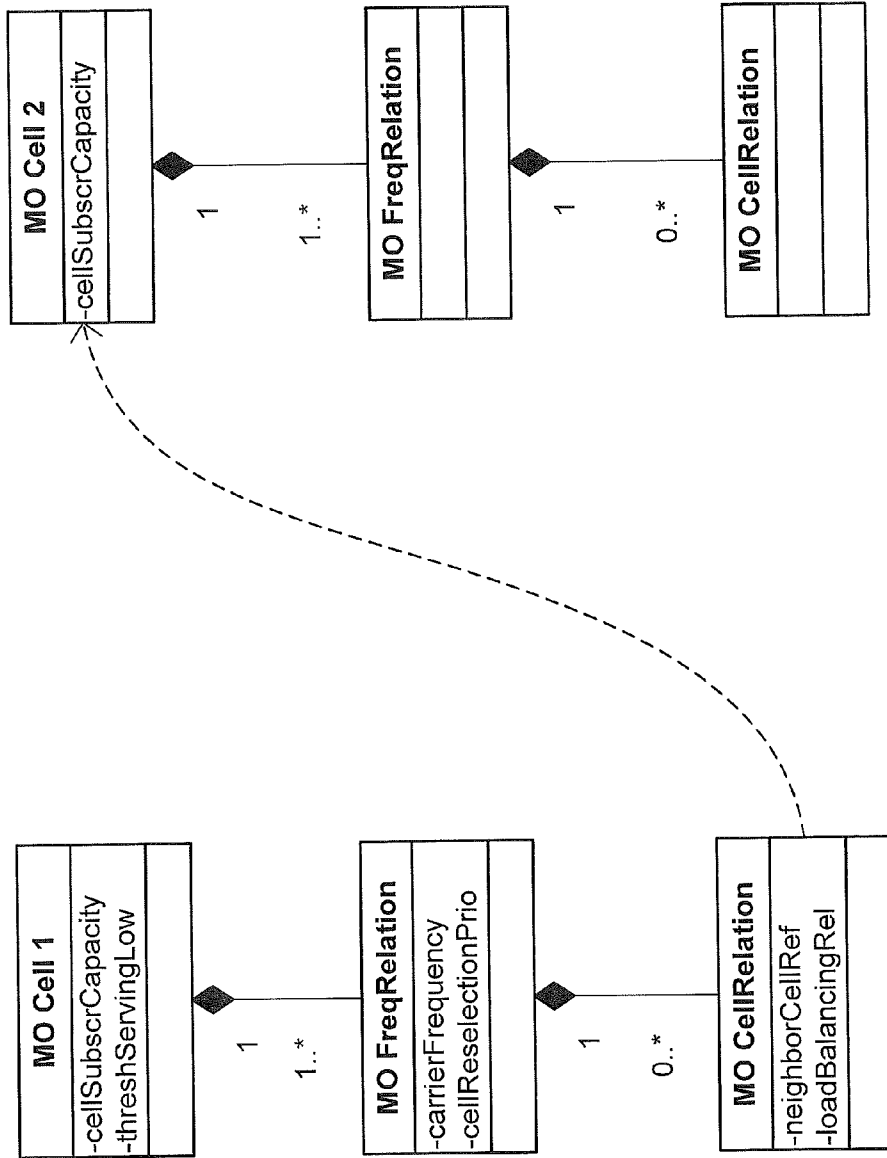 MO Cell 1
-cellSubscrCapacity
-threshServingLow
1
1..*
MO FreqRelation
-carrierFrequency
-cellReselectionPrio
1
0..*
MO CellRelation
-neighborCellRef
-loadBalancingRel
MO Cell 2
-cellSubscrCapacity
1
1..*
MO FreqRelation
1
0..*
MO CellRelation